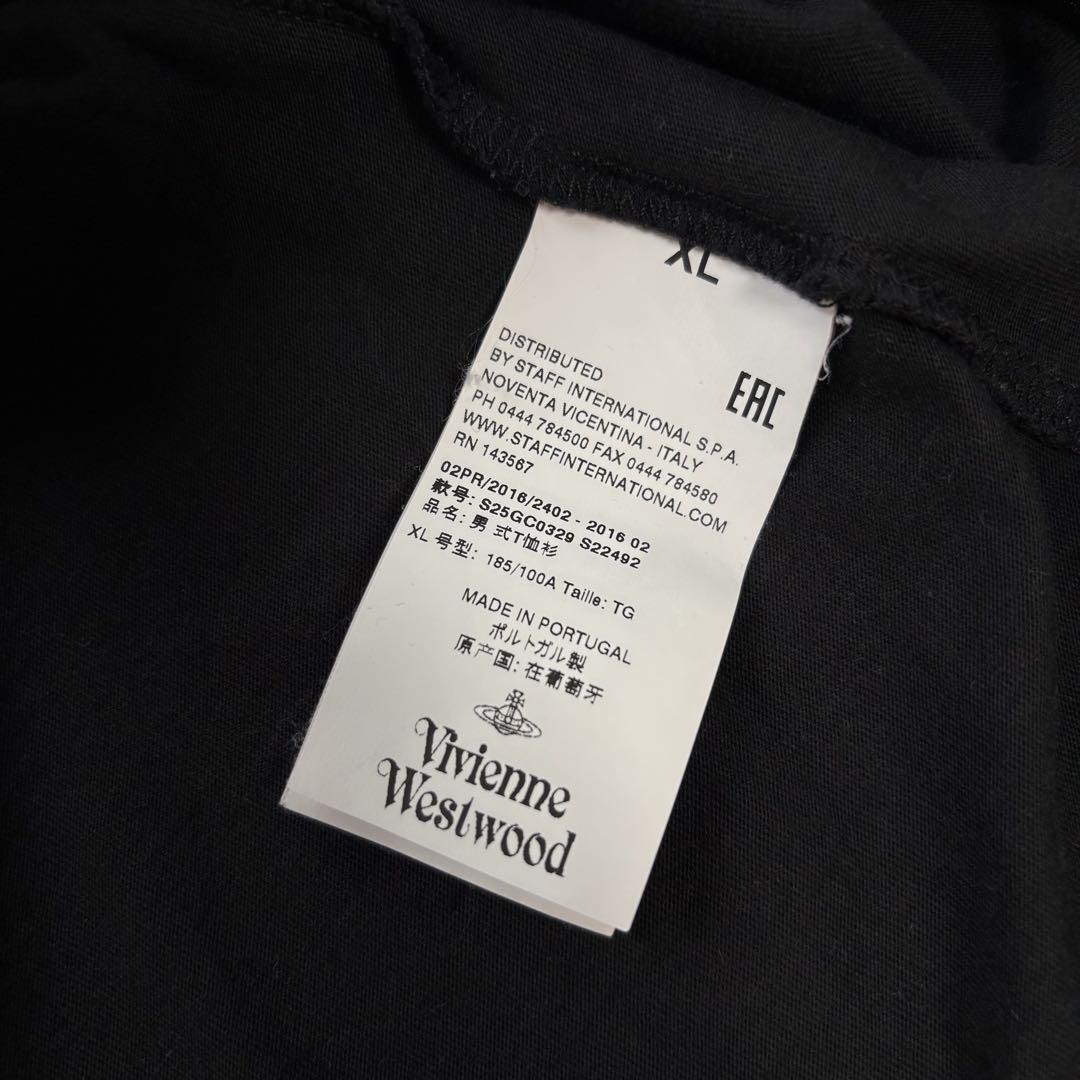 XL
EAC
DISTRIBUTED
BY STAFF INTERNATIONAL S.P.A.
NOVENTA VICENTINA - ITALY
PH 0444 784500 FAX 0444 784580
WWW.STAFFINTERNATIONAL.COM
RN 143567
02PR/2016/2402 - 2016 02
款号: S25GC0329 S22492
品名: 男 式T恤衫
XL 号型: 185/100A Taille: TG
MADE IN PORTUGAL
ポルトガル製
原产国: 在葡萄牙
Vivienne
Westwood